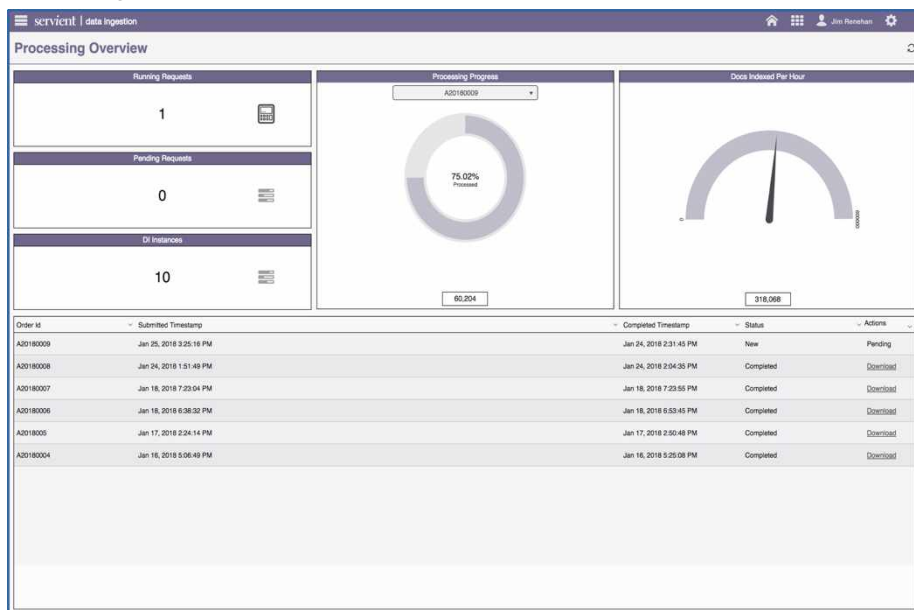 servient | data ingestion
Jim Renehan
Processing Overview
Running Requests
1
Pending Requests
0
DI Instances
10
Processing Progress
A20180009
75.02%
Processed
60,204
Docs Indexed Per Hour
0
600000
318,068
Order Id Submitted Timestamp Completed Timestamp Status Actions
A20180009 Jan 25, 2018 3:25:16 PM Jan 24, 2018 2:31:45 PM New Pending
A20180008 Jan 24, 2018 1:51:49 PM Jan 24, 2018 2:04:35 PM Completed Download
A20180007 Jan 18, 2018 7:23:04 PM Jan 18, 2018 7:23:55 PM Completed Download
A20180006 Jan 18, 2018 6:38:32 PM Jan 18, 2018 6:53:45 PM Completed Download
A2018005 Jan 17, 2018 2:24:14 PM Jan 17, 2018 2:50:48 PM Completed Download
A20180004 Jan 16, 2018 5:06:49 PM Jan 16, 2018 5:25:08 PM Completed Download